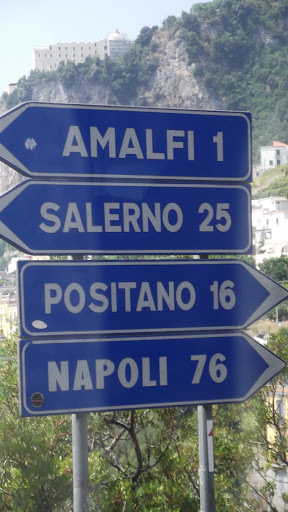 AMALFI 1
SALERNO 25
POSITANO 16
NAPOLI 76